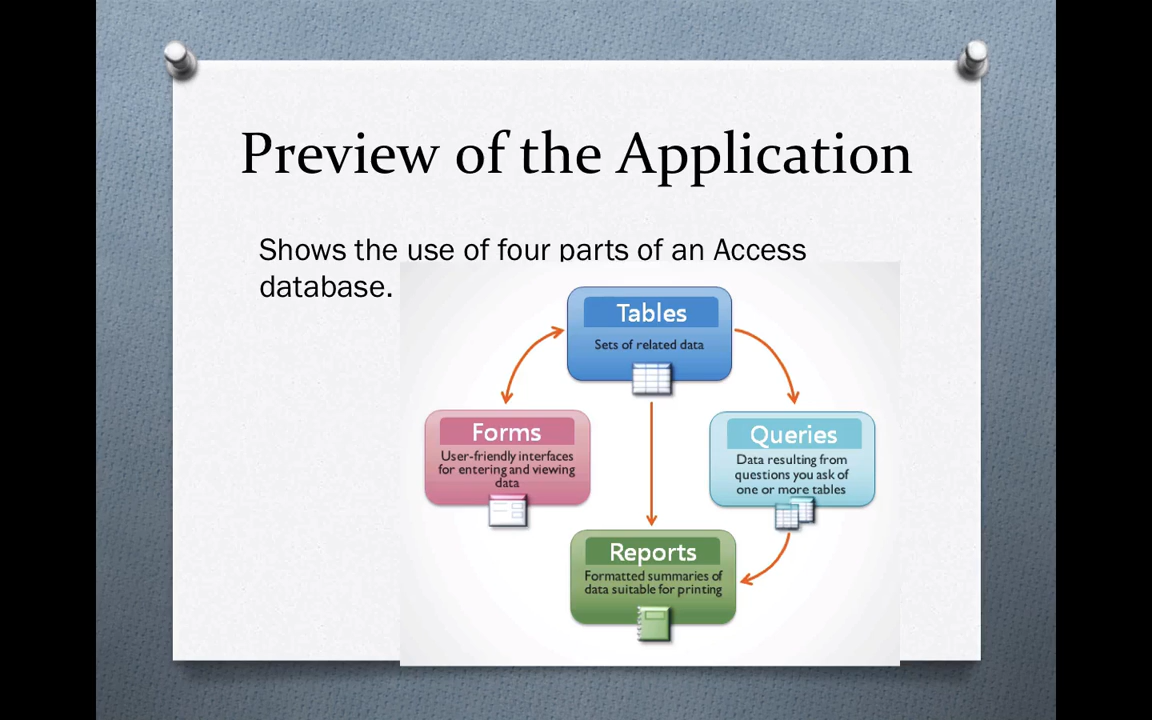 Preview of the Application
Shows the use of four parts of an Access
database.
Tables
Sets of related data
Forms
User-friendly interfaces
for entering and viewing
data
Queries
Data resulting from
questions you ask of
one or more tables
Reports
Formatted summaries of
data suitable for printing